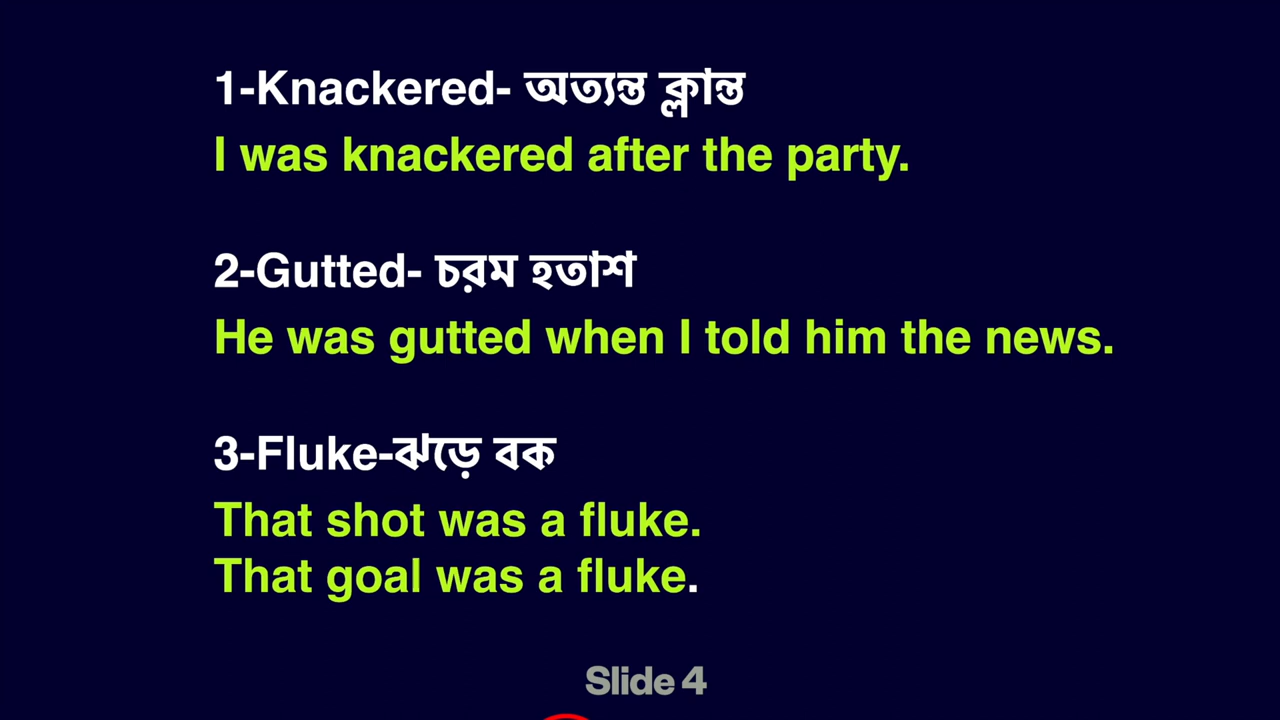 1-Knackered- অত্যন্ত ক্লান্ত
I was knackered after the party.
2-Gutted- চরম হতাশ
He was gutted when I told him the news.
3-Fluke-ঝড়ে বক
That shot was a fluke.
That goal was a fluke.
Slide 4